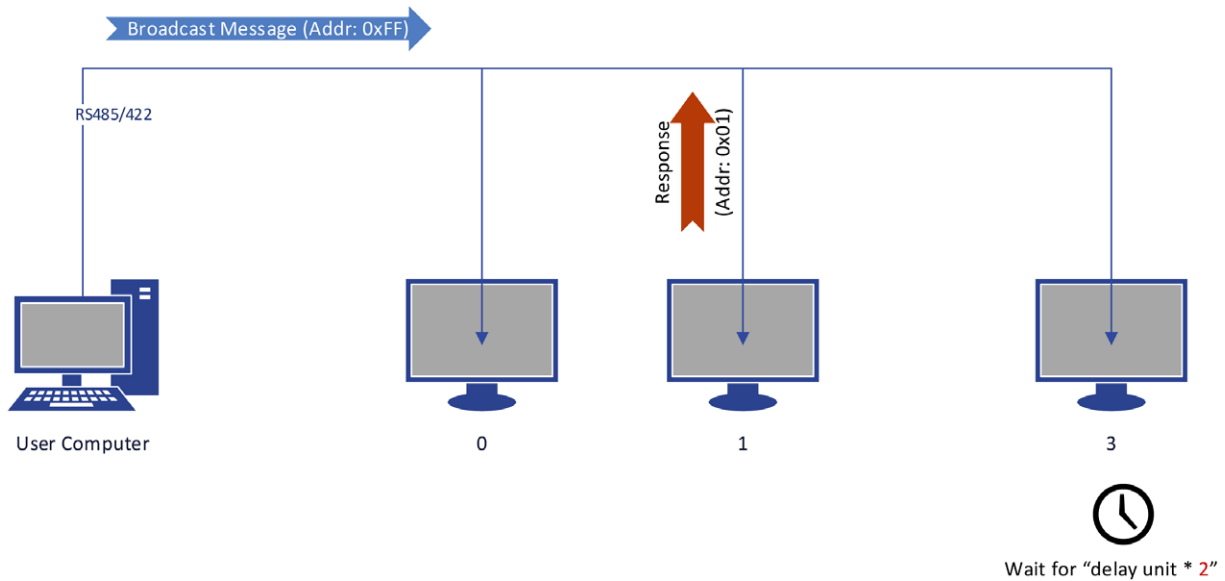 Broadcast Message (Addr: 0xFF)
RS485/422
Response
(Addr: 0x01)
User Computer
0
1
3
Wait for “delay unit * 2”